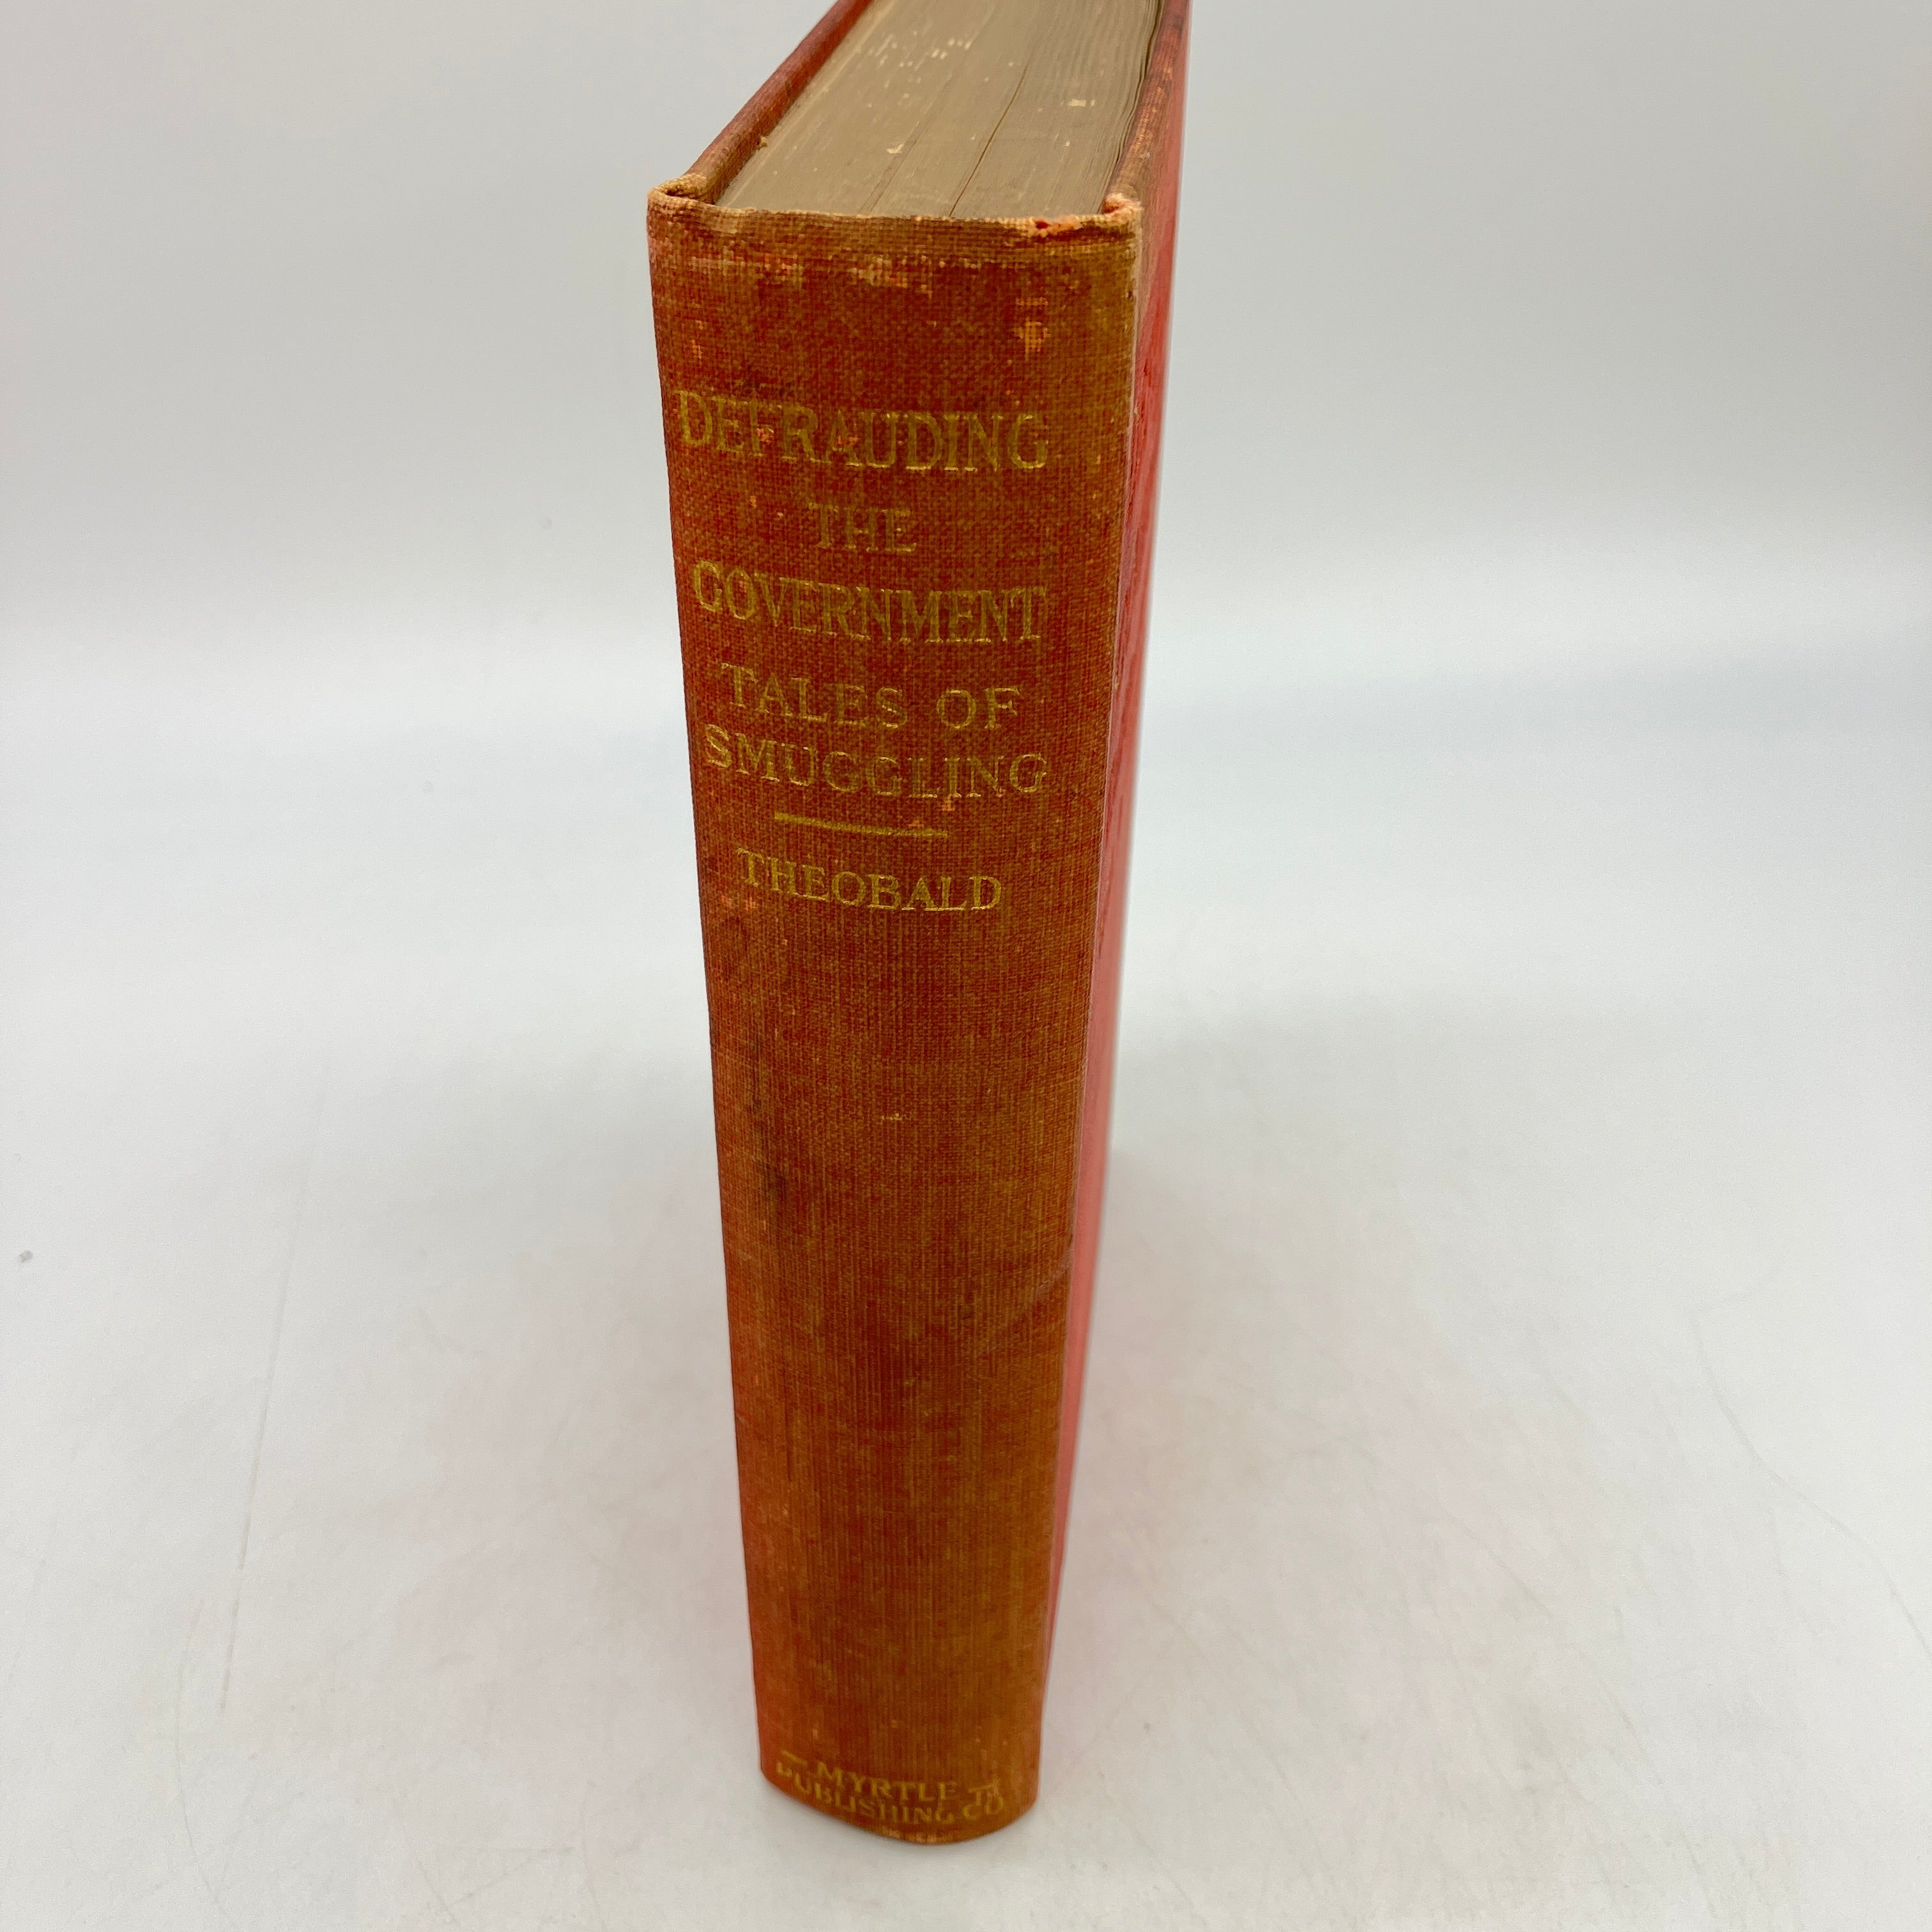 DEFRAUDING
THE
GOVERNMENT
TALES OF
SMUGGLING
THEOBALD
MYRTLE
PUBLISHING CO